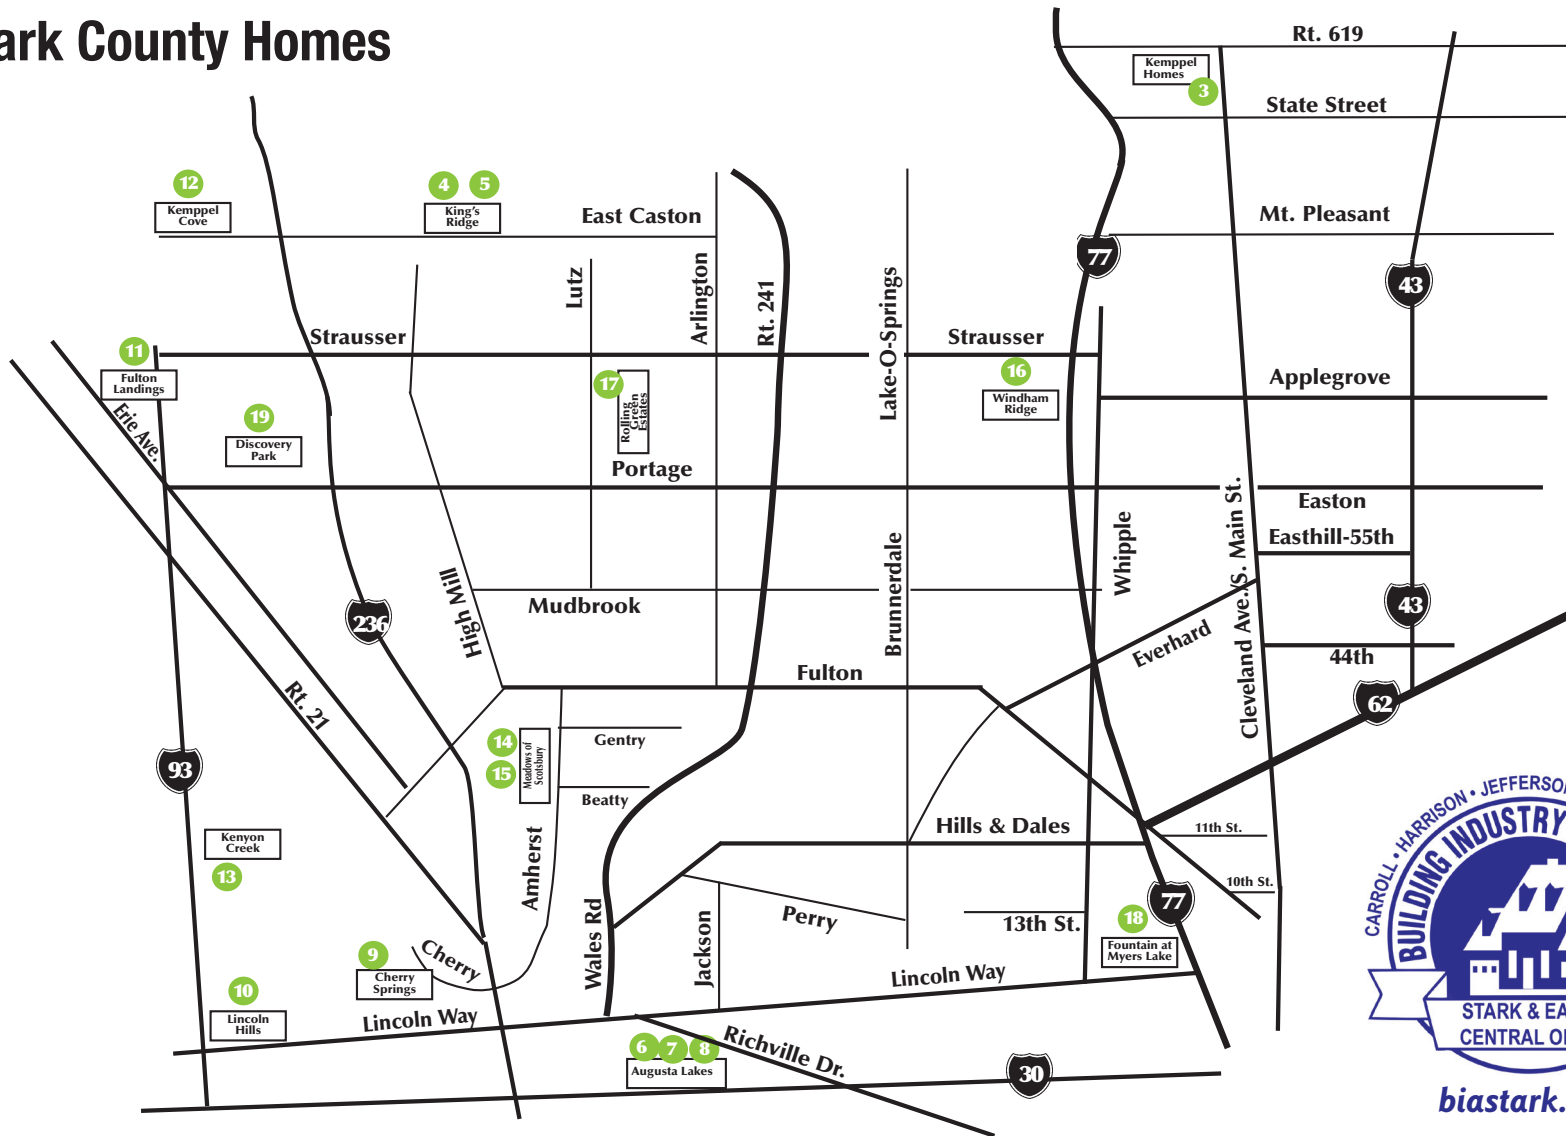 ark County Homes
Rt. 619
Kemppel
Homes
3
State Street
12
4
5
Kemppel
Cove
King's
Ridge
East Caston
Mt. Pleasant
77
43
Lutz
Arlington
Rt. 241
Lake-O-Springs
Strausser
Strausser
11
Fulton
Landings
Erie Ave.
17
Rolling
Green
Estates
16
Windham
Ridge
Applegrove
19
Discovery
Park
Portage
Easton
Easthill-55th
Whipple
Cleveland Ave./S. Main St.
Brunnerdale
High Mill
Mudbrook
236
43
Everhard
44th
Fulton
62
Rt. 21
93
14
15
Meadows of
Scotsbury
Gentry
Beatty
Amherst
Hills & Dales
11th St.
10th St.
Kenyon
Creek
13
Wales Rd
Jackson
Perry
13th St.
77
18
Fountain at
Myers Lake
9
Cherry
Springs
Cherry
10
Lincoln
Hills
Lincoln Way
Lincoln Way
6
7
8
Augusta Lakes
Richville Dr.
30
CARROLL • HARRISON • JEFFERSO
BUILDING INDUSTRY
STARK & EA
CENTRAL O
biastark.